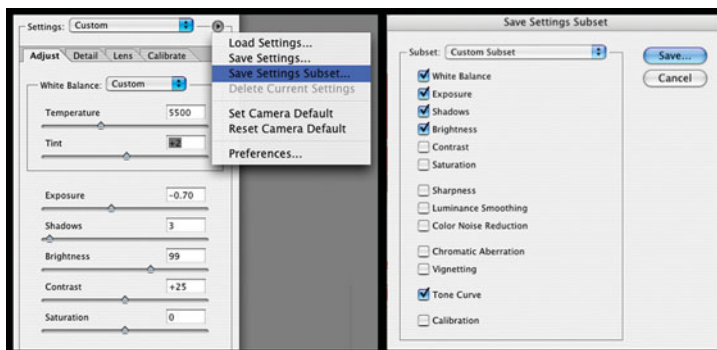 Settings: Custom
Adjust Detail Lens Calibrate
White Balance: Custom
Temperature 5500
Tint +2
Exposure -0.70
Shadows 3
Brightness 99
Contrast +25
Saturation 0
Load Settings...
Save Settings...
Save Settings Subset...
Delete Current Settings
Set Camera Default
Reset Camera Default
Preferences...
Save Settings Subset
Subset: Custom Subset
Save...
Cancel
White Balance
Exposure
Shadows
Brightness
Contrast
Saturation
Sharpness
Luminance Smoothing
Color Noise Reduction
Chromatic Aberration
Vignetting
Tone Curve
Calibration